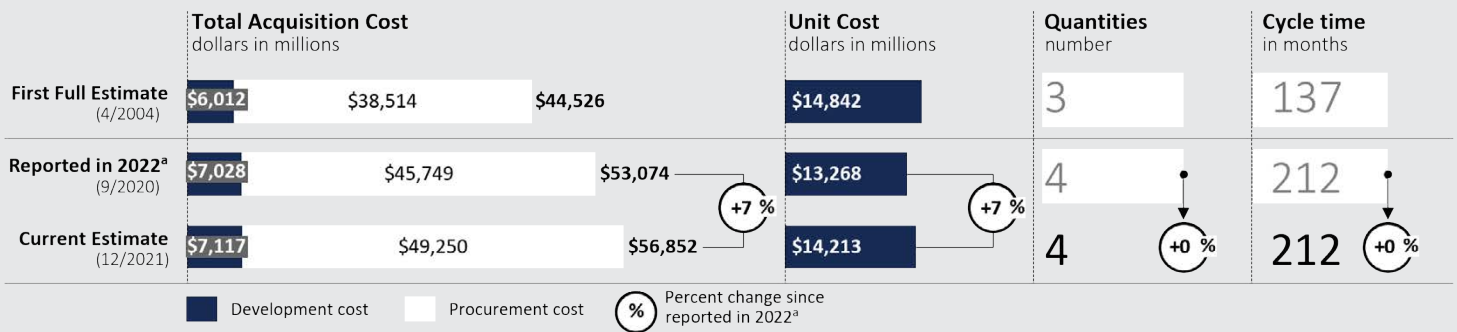 Total Acquisition Cost
dollars in millions
Unit Cost
dollars in millions
Quantities
number
Cycle time
in months
First Full Estimate
(4/2004)
$6,012
$38,514
$44,526
$14,842
3
137
Reported in 2022ª
(9/2020)
$7,028
$45,749
$53,074
+7 %
$13,268
+7 %
4
212
Current Estimate
(12/2021)
$7,117
$49,250
$56,852
$14,213
4
+0 %
212
+0 %
Development cost
Procurement cost
%
Percent change since
reported in 2022ª